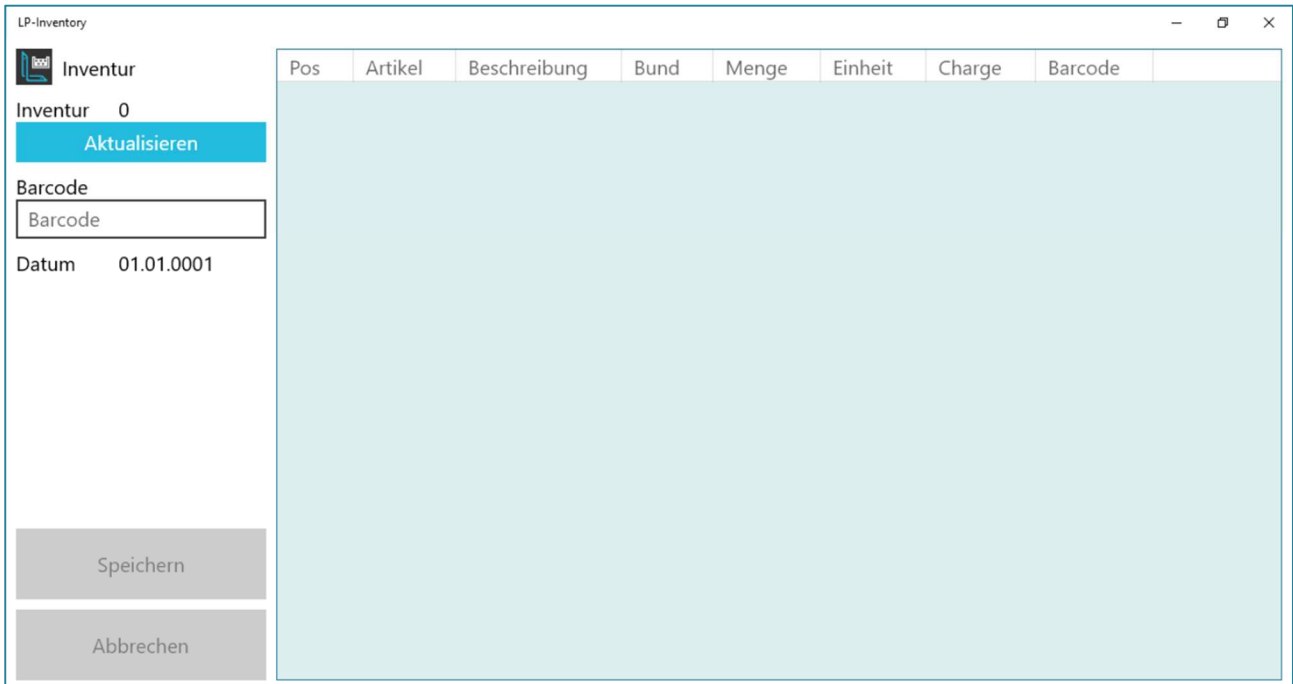 LP-Inventory
Inventur
Inventur 0
Aktualisieren
Barcode
Barcode
Datum 01.01.0001
Speichern
Abbrechen
Pos Artikel Beschreibung Bund Menge Einheit Charge Barcode